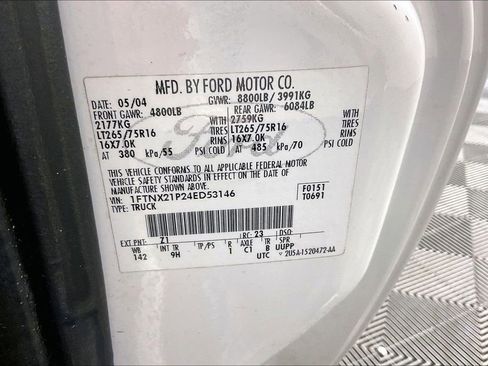 MFD. BY FORD MOTOR CO.
DATE: 05/04 GVWR: 8800LB/ 3991KG
FRONT GAWR: 4800LB REAR GAWR: 6084LB
2177KG WITH 2759KG WITH
LT265/75R16 TIRES LT265/75R16 TIRES
16X7.0K RIMS 16X7.0K RIMS
AT 380 kPa/55 PSI COLD AT 485 kPa/70 PSI COLD
Ford
THIS VEHICLE CONFORMS TO ALL APPLICABLE FEDERAL MOTOR
VEHICLE SAFETY STANDARDS IN EFFECT ON THE DATE OF
MANUFACTURE SHOWN ABOVE.
VIN: 1FTNX21P24ED53146 F0151
TYPE: TRUCK T0691
EXT PNT: Z1 RC: 23 DSO:
WB INT TR TP/PS R AXLE TR SPR
142 9H 1 C1 B UUPP
UTC 2U5A-1520472-AA